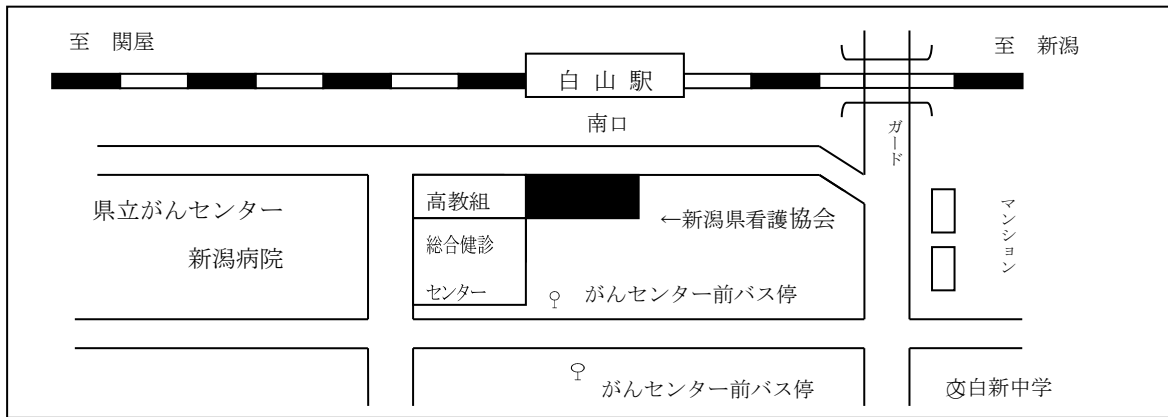 至 関屋
至 新潟
白山駅
南口
ガード
高教組
県立がんセンター
新潟病院
←新潟県看護協会
総合健診
センター
マンション
がんセンター前バス停
がんセンター前バス停
文白新中学